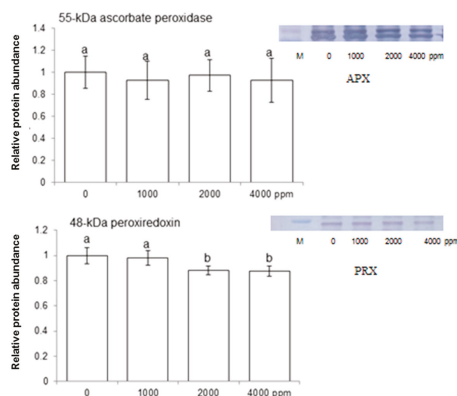 55-kDa ascorbate peroxidase
Relative protein abundance
1.4
1.2
1
0.8
0.6
0.4
0.2
0
a a a a
0 1000 2000 4000 ppm
M 0 1000 2000 4000 ppm
APX
48-kDa peroxiredoxin
Relative protein abundance
1.2
1
0.8
0.6
0.4
0.2
0
a a b b
0 1000 2000 4000 ppm
M 0 1000 2000 4000 ppm
PRX